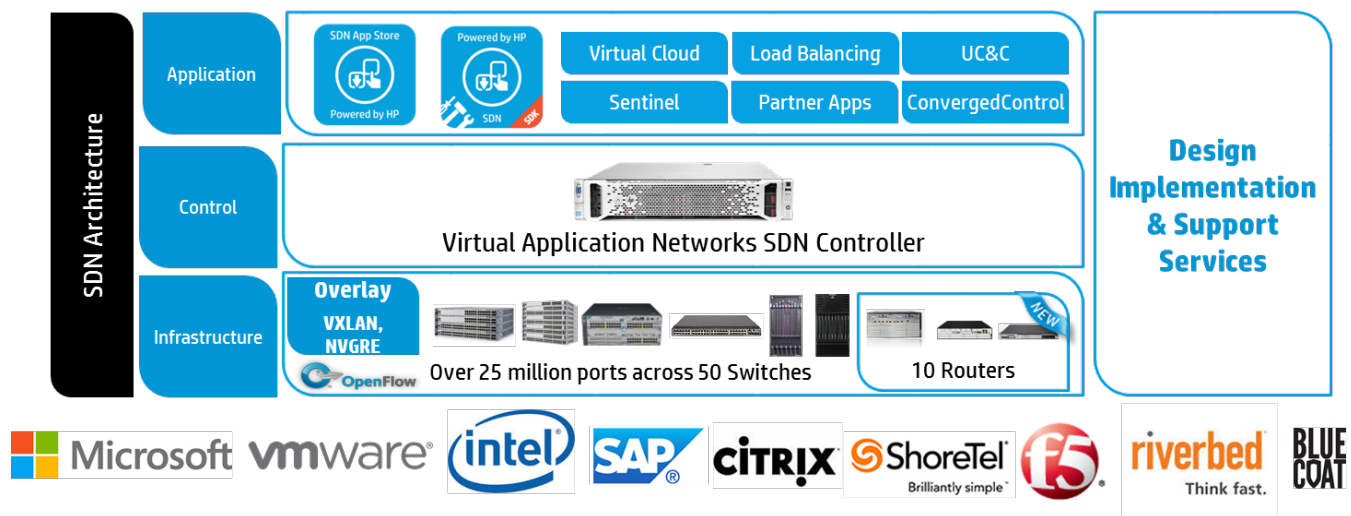 SDN Architecture
Application
SDN App Store
Powered by HP
Powered by HP
SDN
SDK
Virtual Cloud
Load Balancing
UC&C
Sentinel
Partner Apps
ConvergedControl
Control
Virtual Application Networks SDN Controller
Infrastructure
Overlay
VXLAN,
NVGRE
OpenFlow
Over 25 million ports across 50 Switches
NEW
10 Routers
Design
Implementation
& Support
Services
Microsoft
vmware®
intel®
SAP®
CITRIX®
ShoreTel®
Brilliantly simple™
f5®
riverbed®
Think fast.
BLUE
COAT